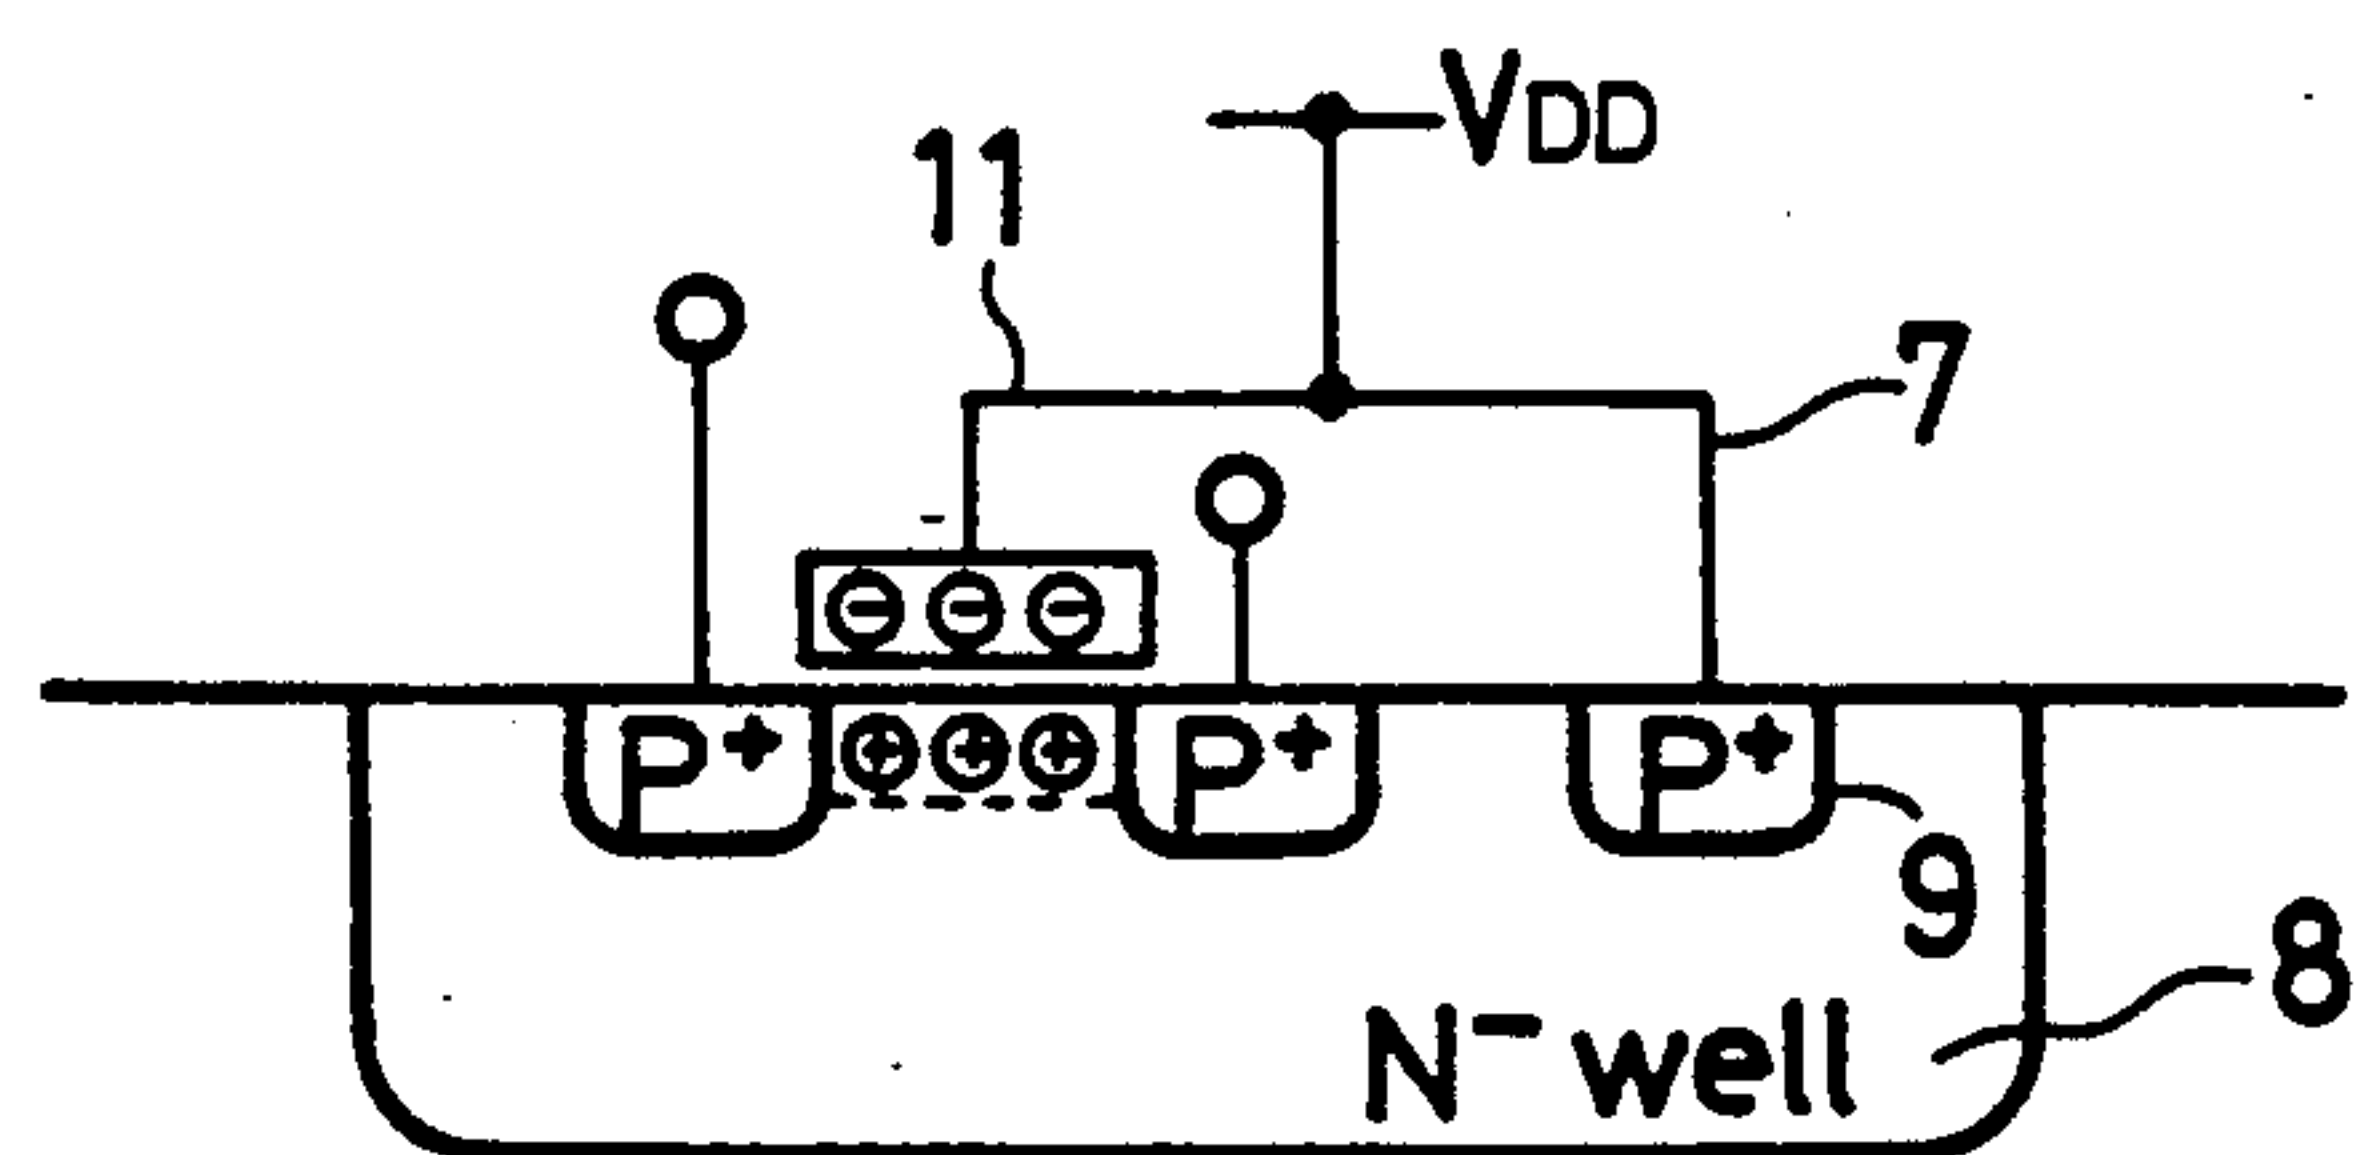 VDD
11
7
-
⊖ ⊖ ⊖
P+ ⊕ ⊕ ⊕ P+ P+
9
8
N- well